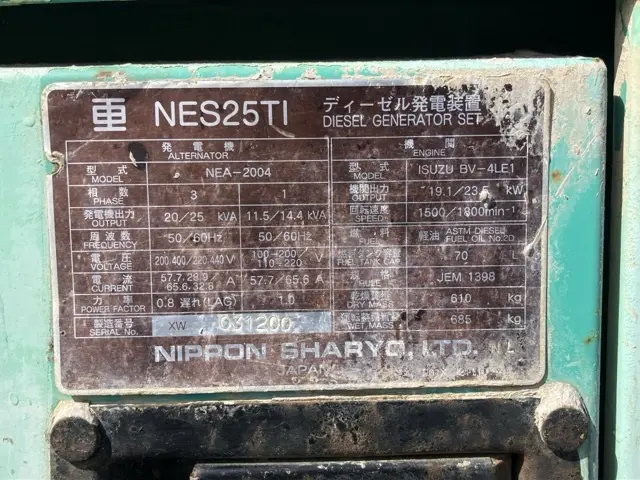 NES25TI ディーゼル発電装置
DIESEL GENERATOR SET
発電機
ALTERNATOR
型式 MODEL NEA-2004
相数 PHASE 3 1
発電機出力 OUTPUT 20/25 kVA 11.5/14.4 kVA
周波数 FREQUENCY 50/60Hz 50/60Hz
電圧 VOLTAGE 200.400/220.440 V 100-200/110-220 V
電流 CURRENT 57.7.28.9/65.6.32.8 A 57.7/65.6 A
力率 POWER FACTOR 0.8 遅れ(LAG) 1.0
製造番号 SERIAL No. XW 031200
機関
ENGINE
型式 MODEL ISUZU BV-4LE1
機関出力 OUTPUT 19.1/23.5 kW
回転速度 SPEED 1500/1800min-1
燃料 FUEL 軽油 ASTM DIESEL FUEL OIL No.2D
FUEL TANK CAP. 70 L
規格 RULE JEM 1398
乾燥質量 DRY MASS 610 kg
WET MASS 685 kg
NIPPON SHARYO, LTD.
JAPAN